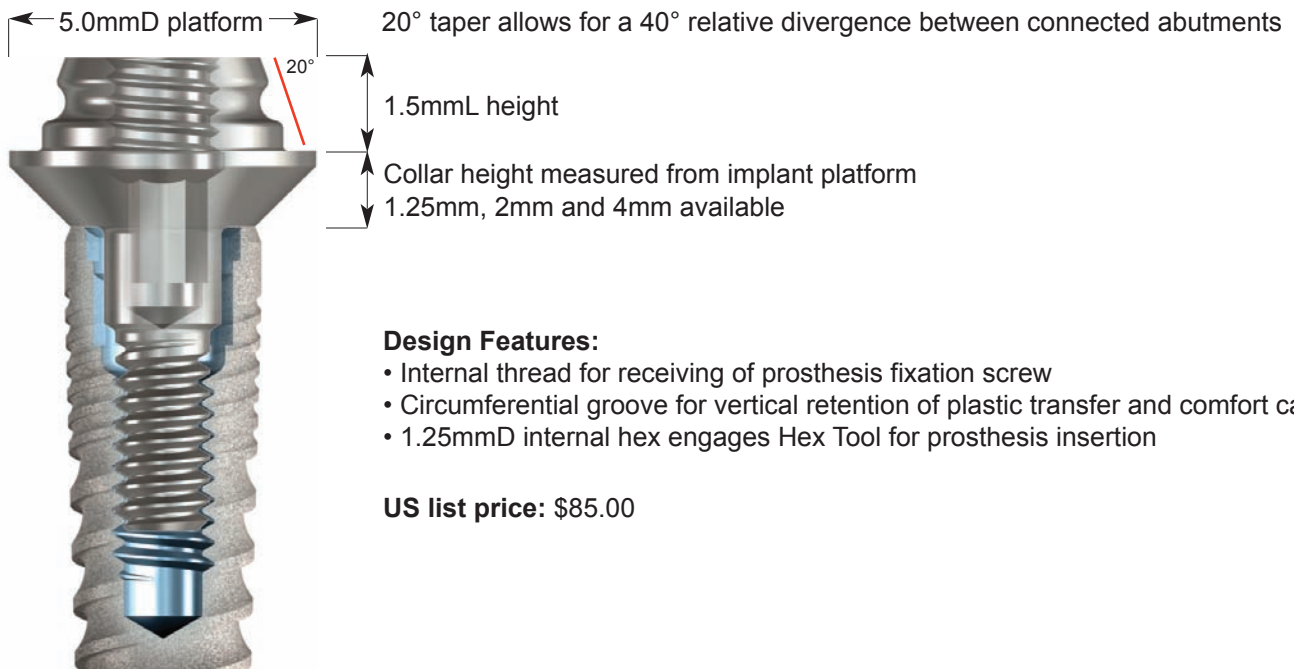 5.0mmD platform
20° taper allows for a 40° relative divergence between connected abutments
20°
1.5mmL height
Collar height measured from implant platform
1.25mm, 2mm and 4mm available
Design Features:
• Internal thread for receiving of prosthesis fixation screw
• Circumferential groove for vertical retention of plastic transfer and comfort
• 1.25mmD internal hex engages Hex Tool for prosthesis insertion
US list price: $85.00